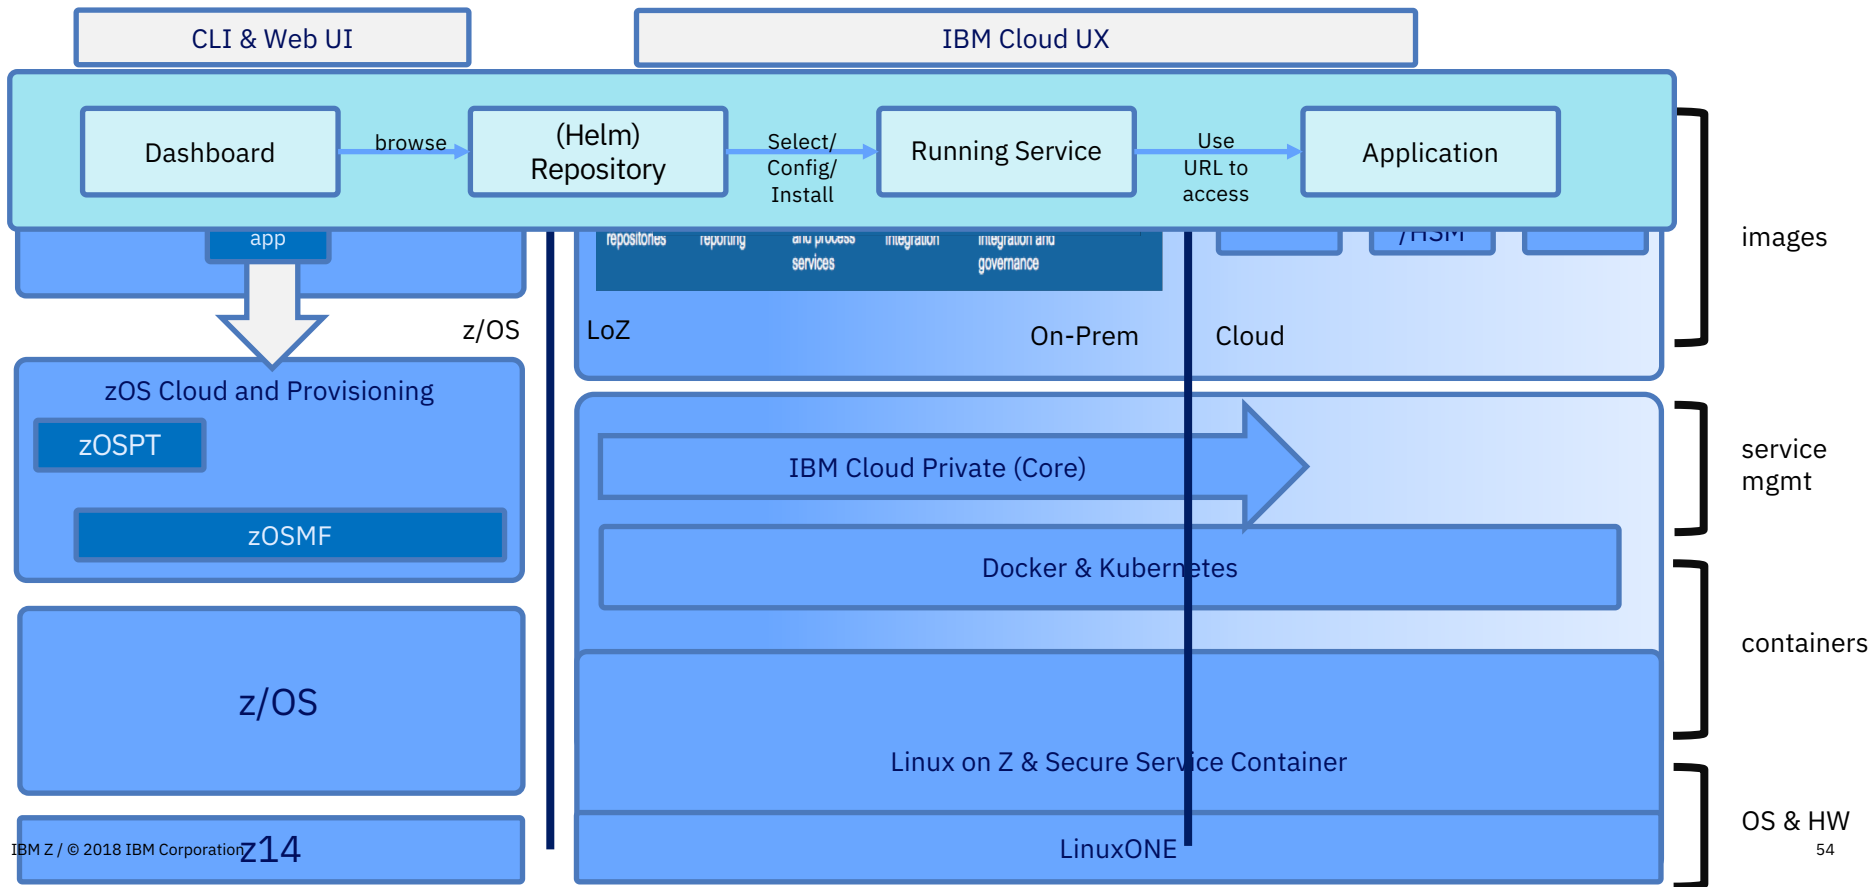 CLI & Web UI
IBM Cloud UX
Dashboard
browse
(Helm)
Repository
Select/
Config/
Install
Running Service
Use
URL to
access
Application
app
repositories
reporting
and process
services
integration
integration and
governance
/HSM
images
z/OS
LoZ
On-Prem
Cloud
zOS Cloud and Provisioning
zOSPT
zOSMF
IBM Cloud Private (Core)
service
mgmt
Docker & Kubernetes
containers
z/OS
Linux on Z & Secure Service Container
OS & HW
z14
LinuxONE
IBM Z / © 2018 IBM Corporation
54